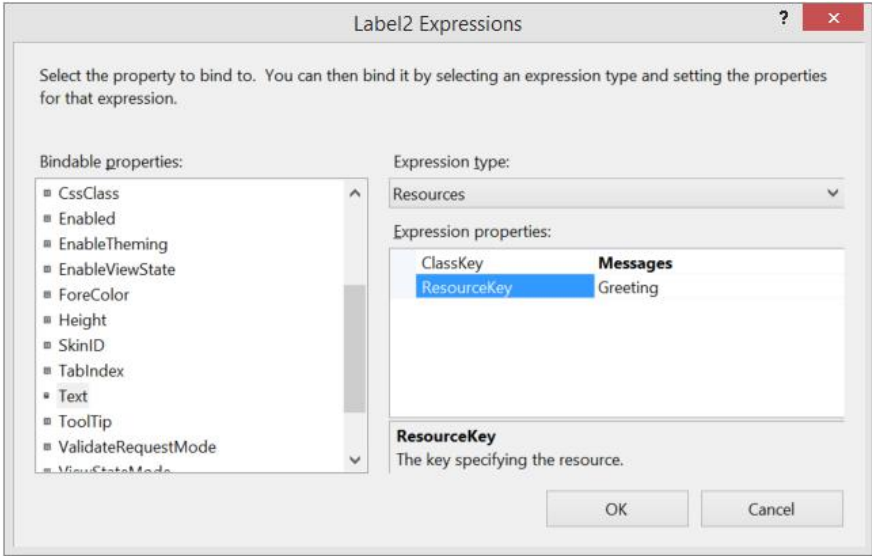 Label2 Expressions
?
×
Select the property to bind to. You can then bind it by selecting an expression type and setting the properties
for that expression.
Bindable properties:
CssClass
Enabled
EnableTheming
EnableViewState
ForeColor
Height
SkinID
TabIndex
Text
ToolTip
ValidateRequestMode
ViewStateMode
Expression type:
Resources
Expression properties:
ClassKey Messages
ResourceKey Greeting
ResourceKey
The key specifying the resource.
OK
Cancel